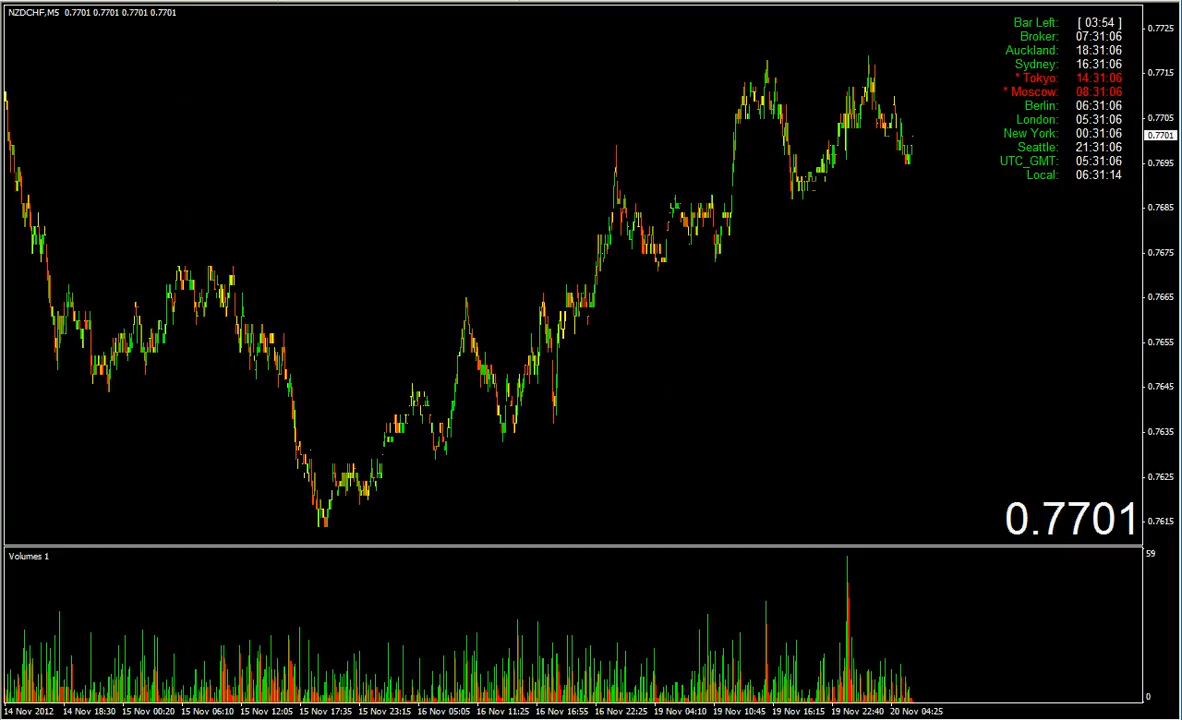 NZDCHF,M5 0.7701 0.7701 0.7701 0.7701
Bar Left: [ 03:54 ]
Broker: 07:31:06
Auckland: 18:31:06
Sydney: 16:31:06
* Tokyo: 14:31:06
* Moscow: 08:31:06
Berlin: 06:31:06
London: 05:31:06
New York: 00:31:06
Seattle: 21:31:06
UTC_GMT: 05:31:06
Local: 06:31:14
0.7725
0.7715
0.7705
0.7701
0.7695
0.7685
0.7675
0.7665
0.7655
0.7645
0.7635
0.7625
0.7615
0.7701
Volumes 1
59
0
14 Nov 2012 14 Nov 18:30 15 Nov 00:20 15 Nov 06:10 15 Nov 12:05 15 Nov 17:35 15 Nov 23:15 16 Nov 05:05 16 Nov 11:25 16 Nov 16:55 16 Nov 22:25 19 Nov 04:10 19 Nov 10:45 19 Nov 16:15 19 Nov 22:40 20 Nov 04:25